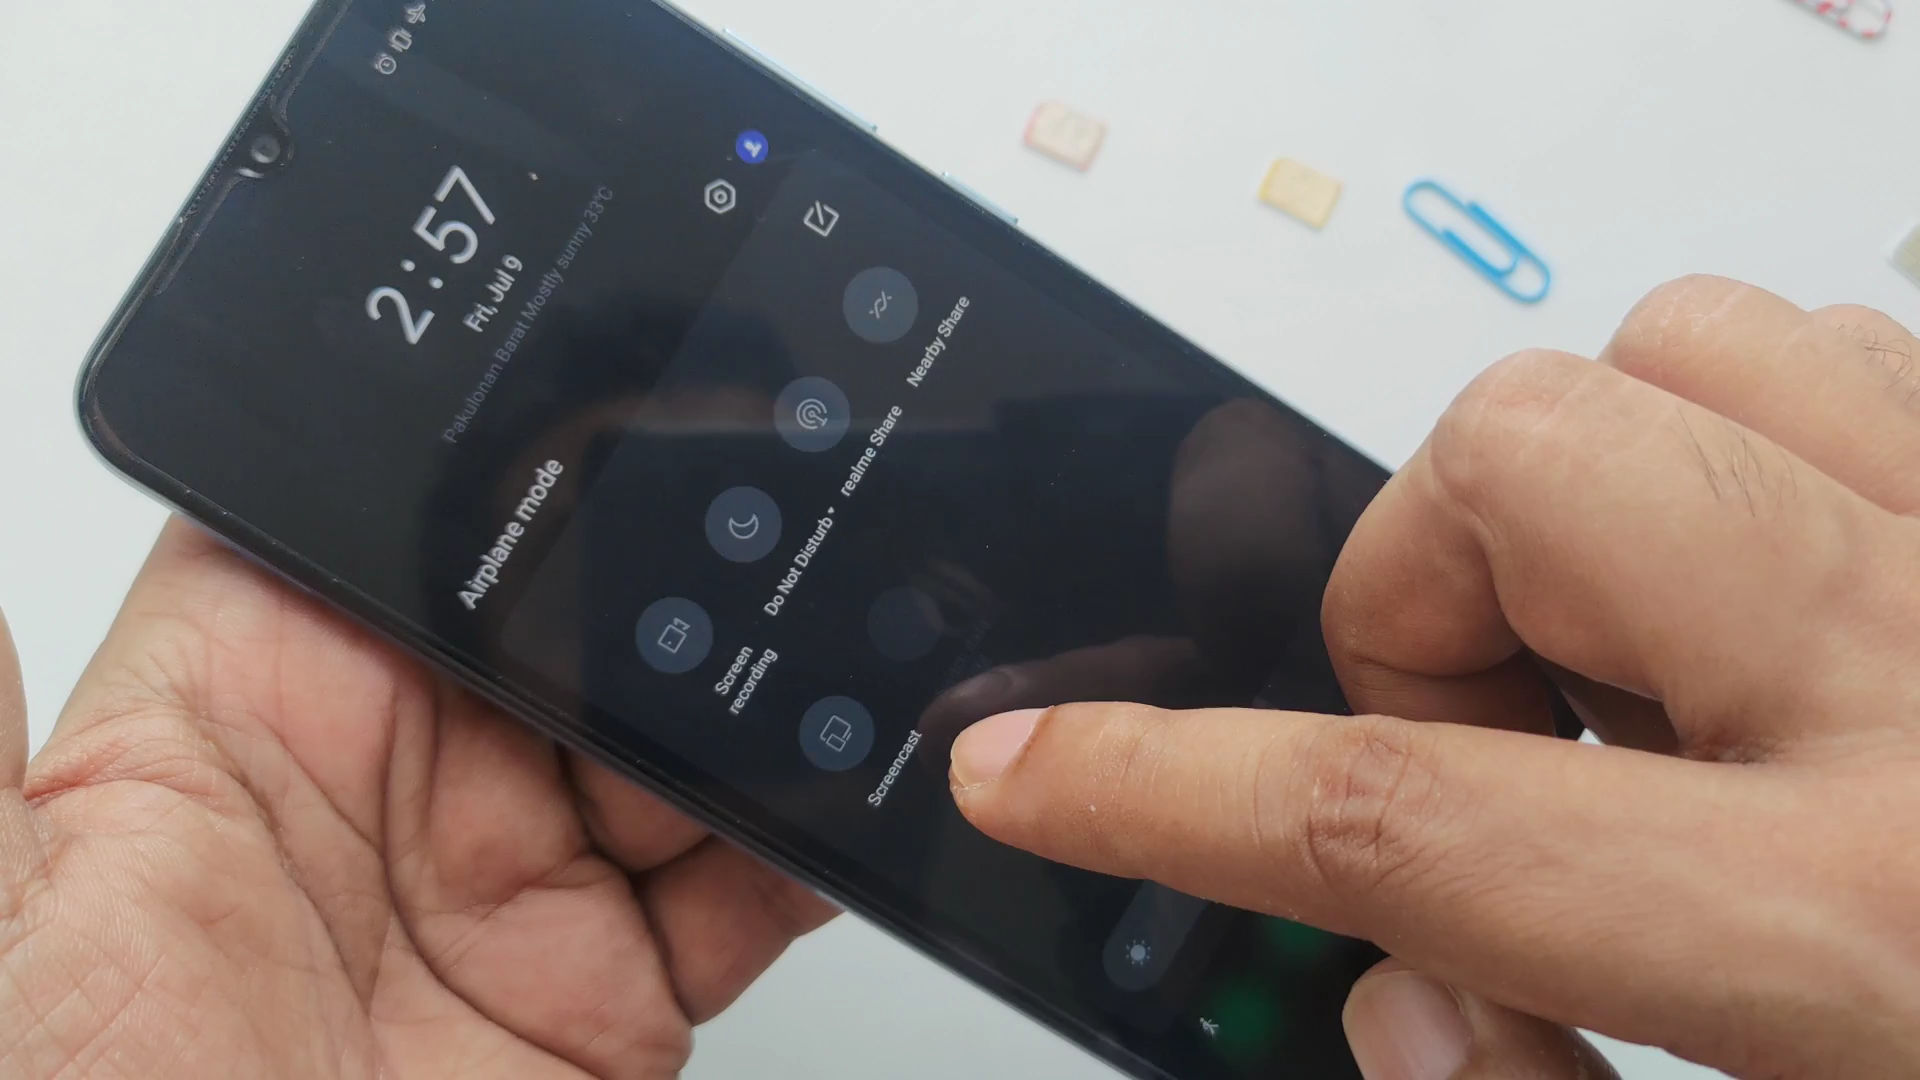 2:57
Fri, Jul 9
Pakulonan Barat Mostly sunny 33°C
Airplane mode
Screen
recording
Do Not Disturb
realme Share
Nearby Share
Screencast